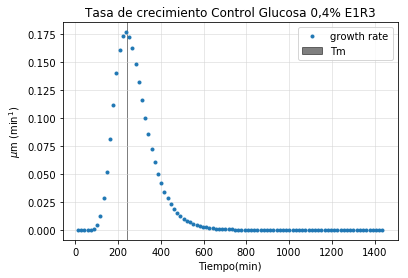 Tasa de crecimiento Control Glucosa 0,4% E1R3
growth rate
Tm
μm (min¹)
0.175
0.150
0.125
0.100
0.075
0.050
0.025
0.000
0 200 400 600 800 1000 1200 1400
Tiempo(min)